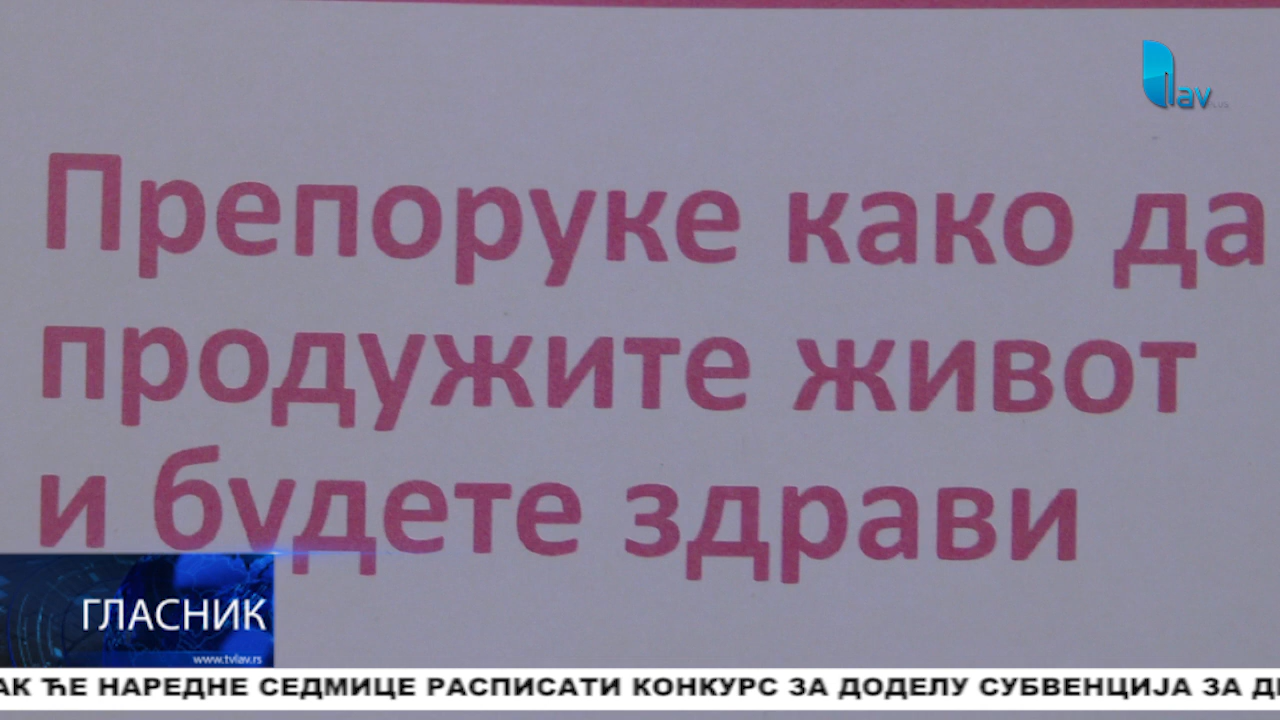 lav
Препоруке како да
продужите живот
и будете здрави
ГЛАСНИК
www.tvlav.rs
ЋЕ НАРЕДНЕ СЕДМИЦЕ РАСПИСАТИ КОНКУРС ЗА ДОДЕЛУ СУБВЕНЦИЈА ЗА